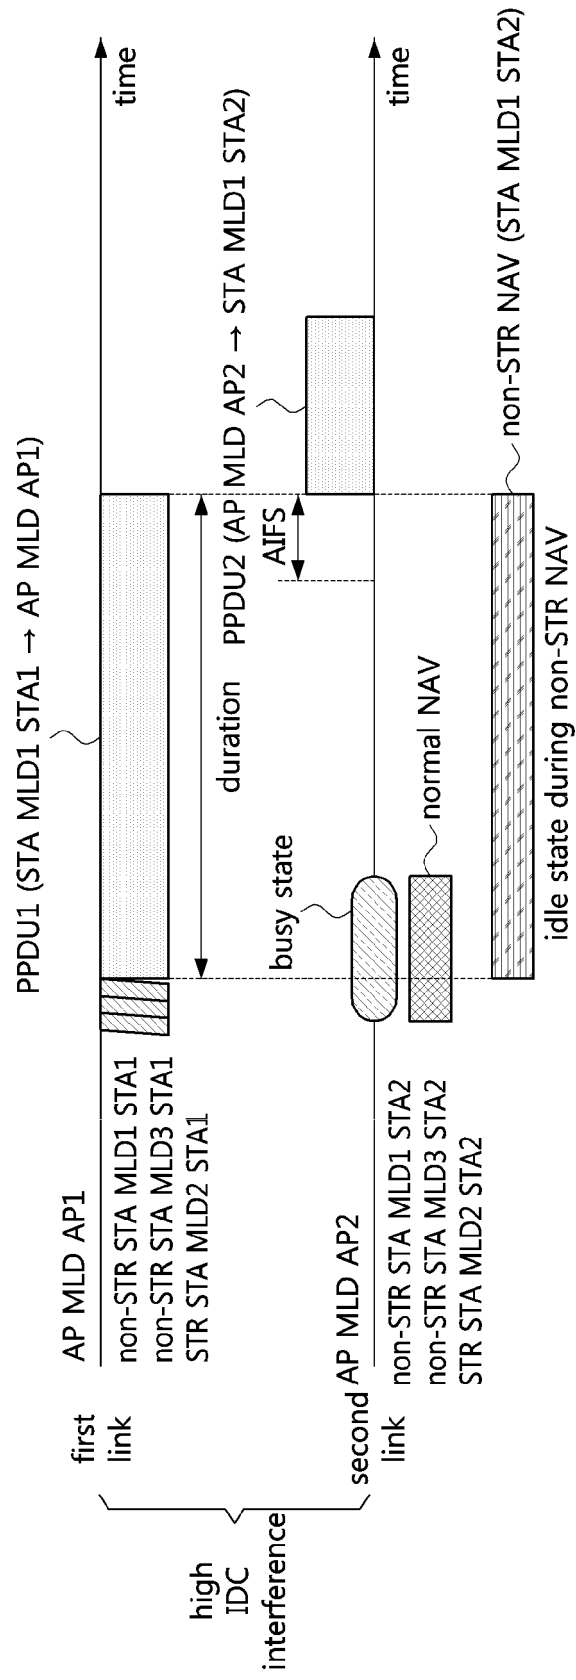 PPDU1 (STA MLD1 STA1 → AP MLD AP1)
first
link
AP MLD AP1
time
non-STR STA MLD1 STA1
non-STR STA MLD3 STA1
STR STA MLD2 STA1
duration
PPDU2 (AP MLD AP2 → STA MLD1 STA2)
high
IDC
interference
AIFS
busy state
second
link
AP MLD AP2
time
non-STR STA MLD1 STA2
non-STR STA MLD3 STA2
STR STA MLD2 STA2
normal NAV
non-STR NAV (STA MLD1 STA2)
idle state during non-STR NAV